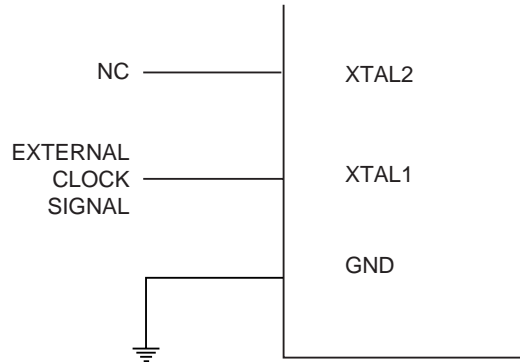 NC
XTAL2
EXTERNAL
CLOCK
SIGNAL
XTAL1
GND